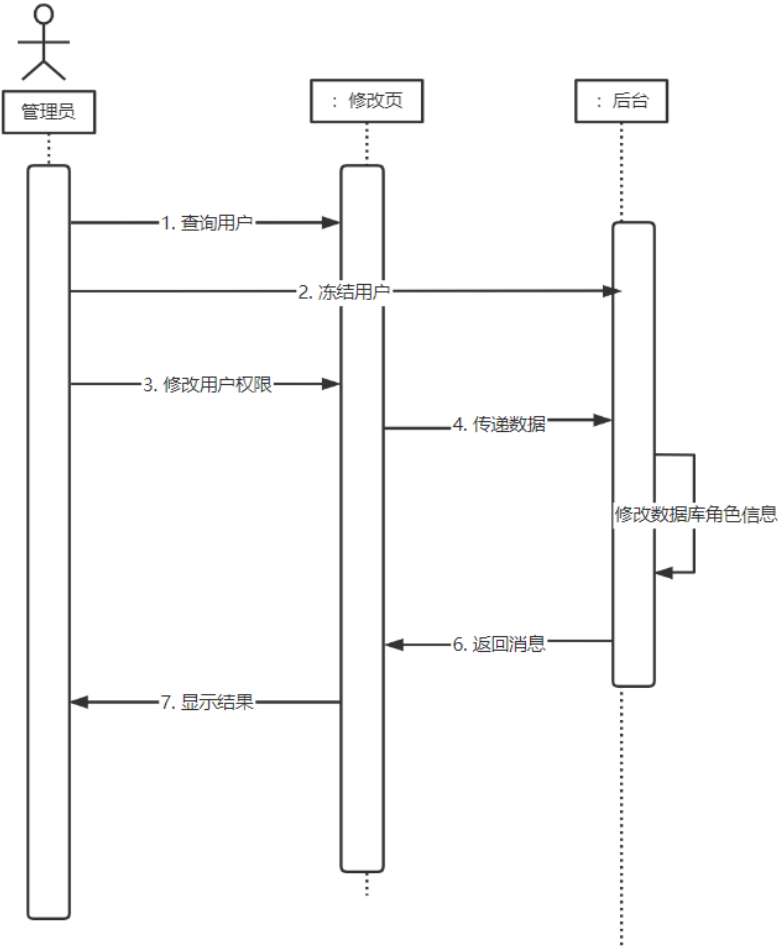 管理员
：修改页
：后台
1. 查询用户
2. 冻结用户
3. 修改用户权限
4. 传递数据
修改数据库角色信息
6. 返回消息
7. 显示结果